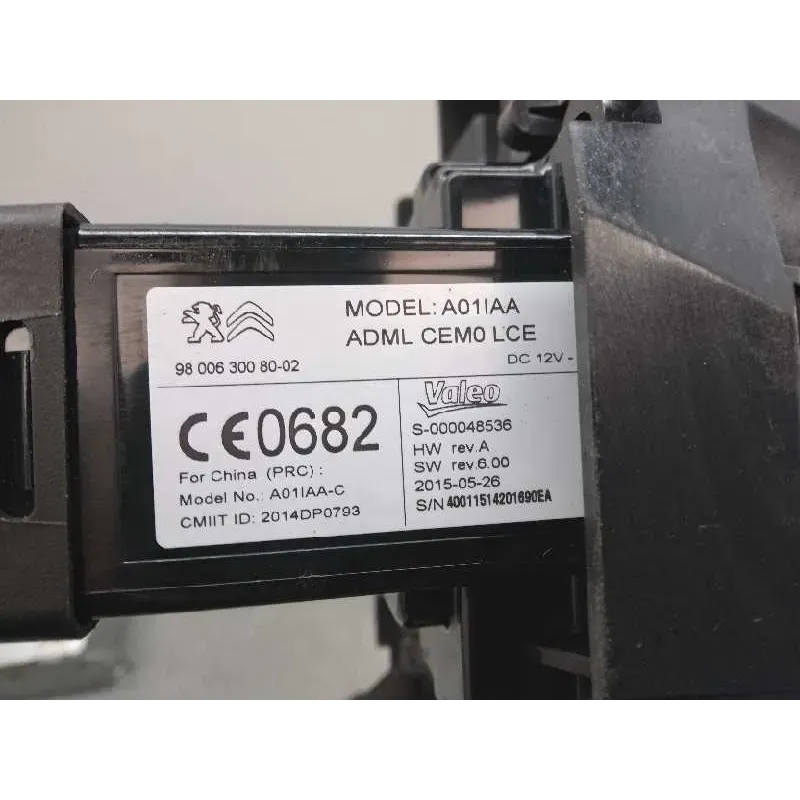 MODEL: A01IAA
ADML CEM0 LCE
98 006 300 80-02
DC 12V -
CE0682
For China (PRC) :
Model No.: A01IAA-C
CMIIT ID: 2014DP0793
Valeo
S-000048536
HW rev.A
SW rev.6.00
2015-05-26
S/N 40011514201690EA